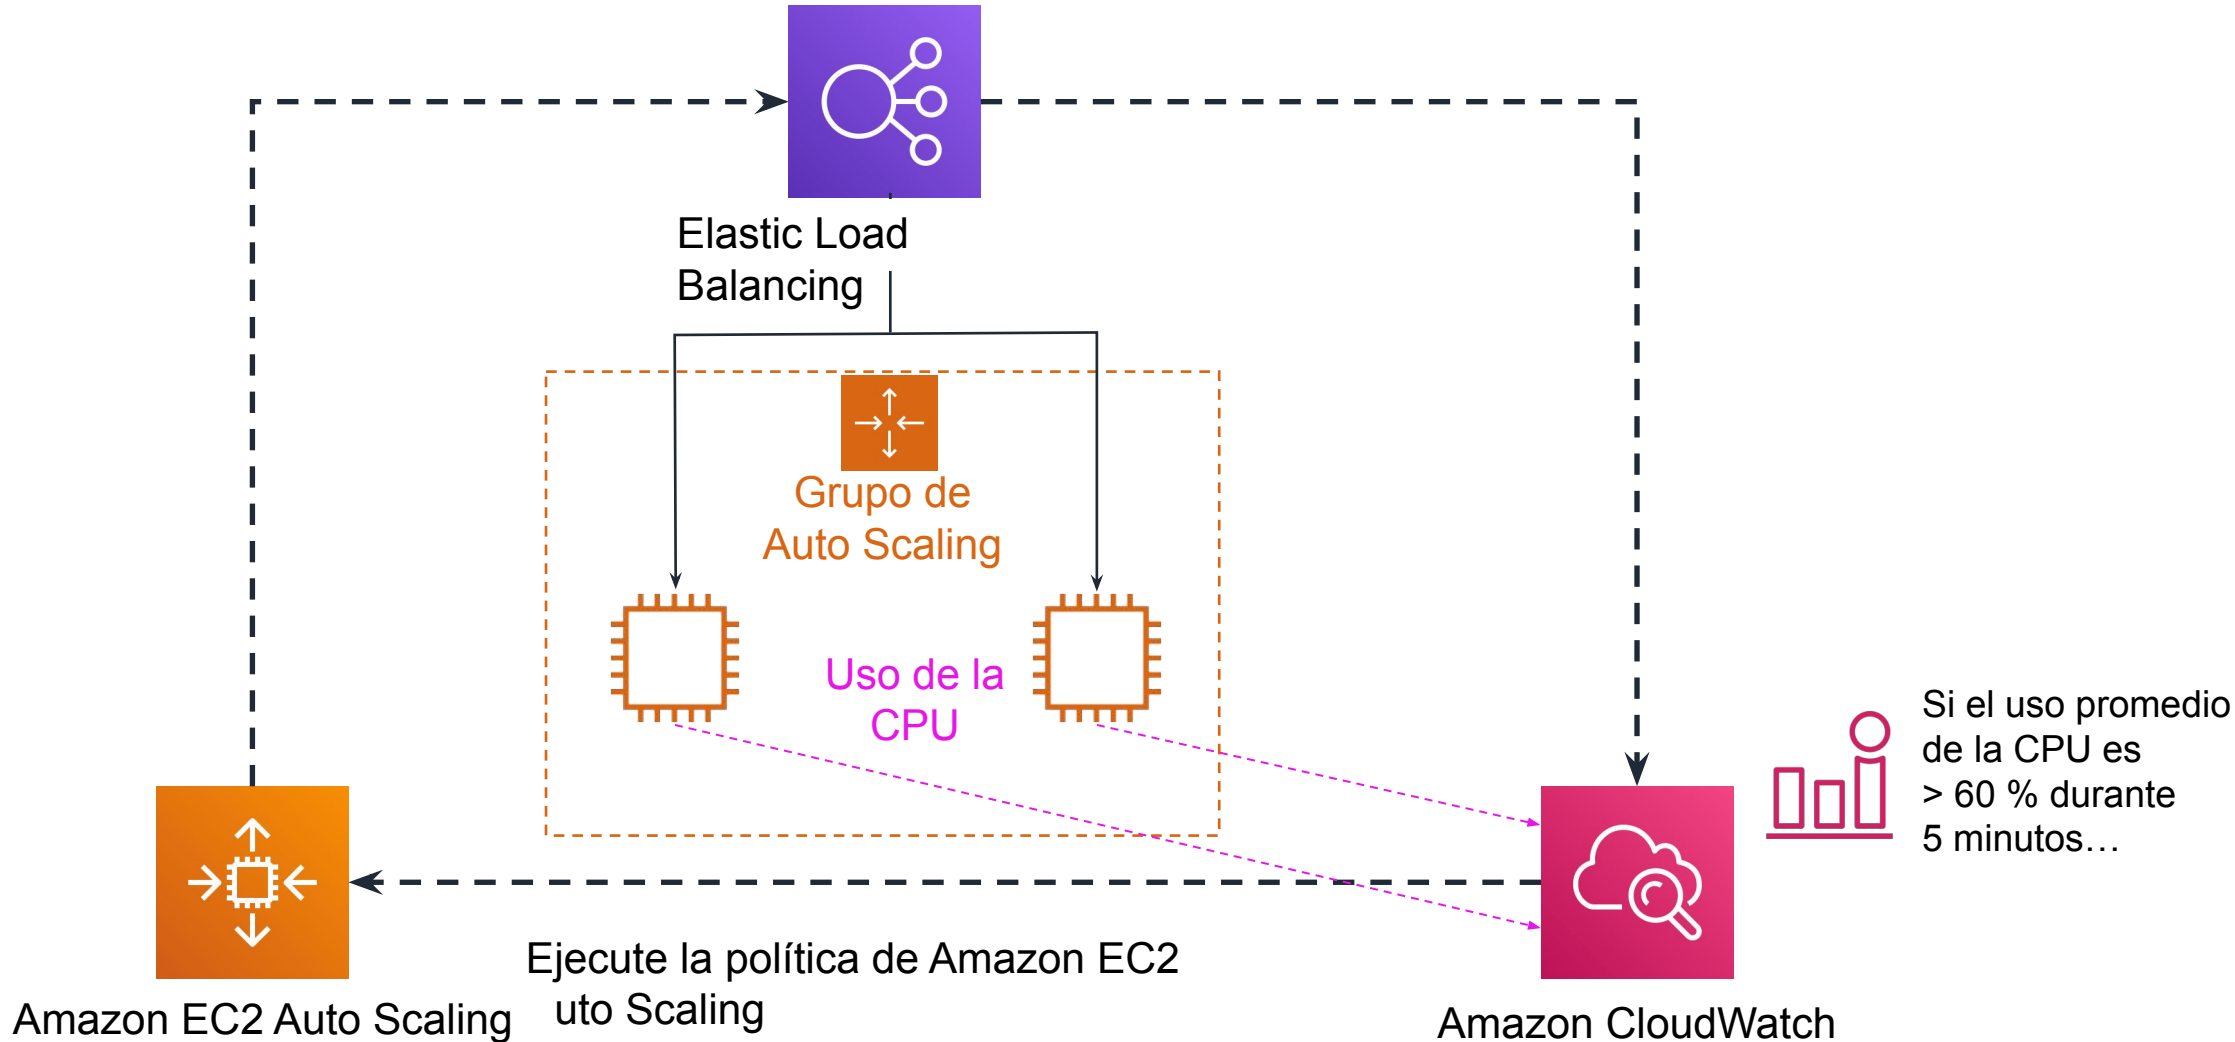 Elastic Load
Balancing
Grupo de
Auto Scaling
Uso de la
CPU
Si el uso promedio
de la CPU es
> 60 % durante
5 minutos…
Ejecute la política de Amazon EC2
uto Scaling
Amazon EC2 Auto Scaling
Amazon CloudWatch